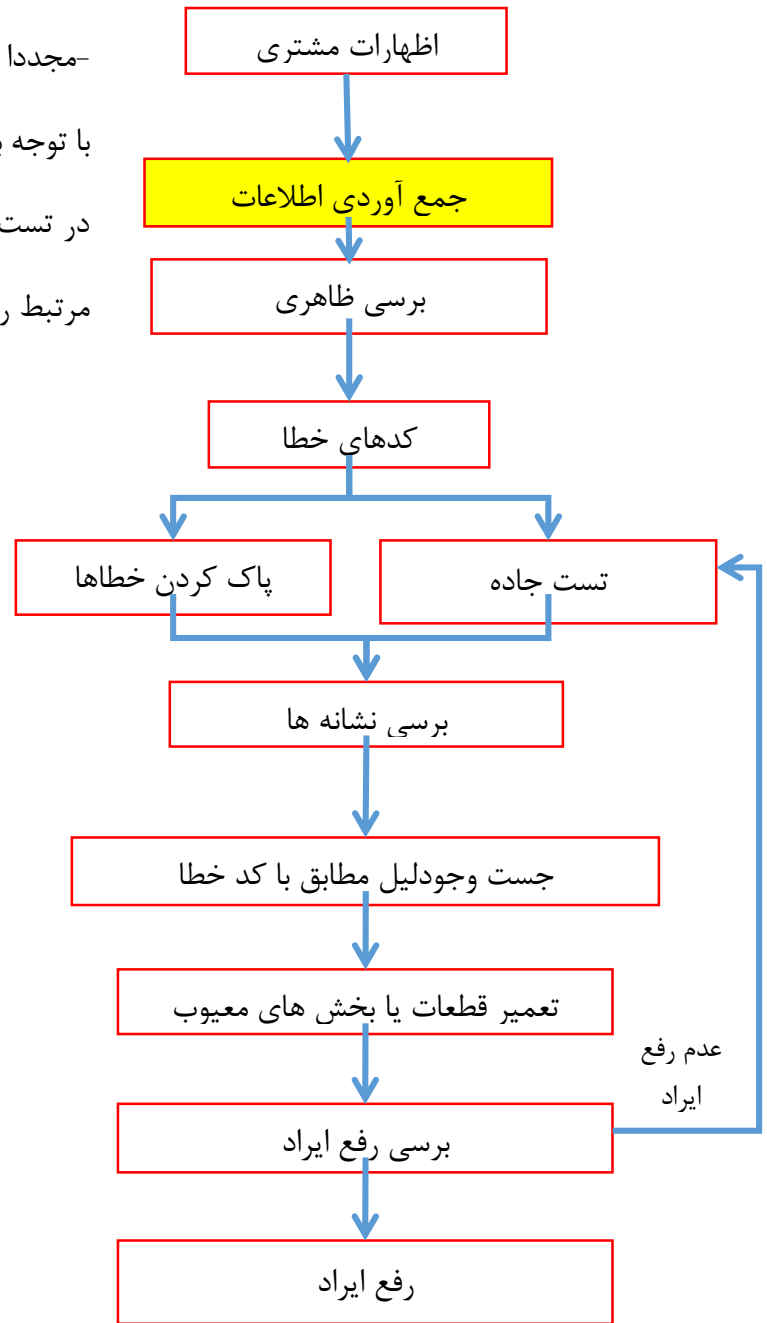 اظهارات مشتری
-مجددا
با توجه
جمع آوردی اطلاعات
در تست
برسی ظاهری
مرتبط
کدهای خطا
پاک کردن خطاها
تست جاده
برسی نشانه ها
جست وجودلیل مطابق با کد خطا
تعمیر قطعات یا بخش های معیوب
عدم رفع
ایراد
برسی رفع ایراد
رفع ایراد